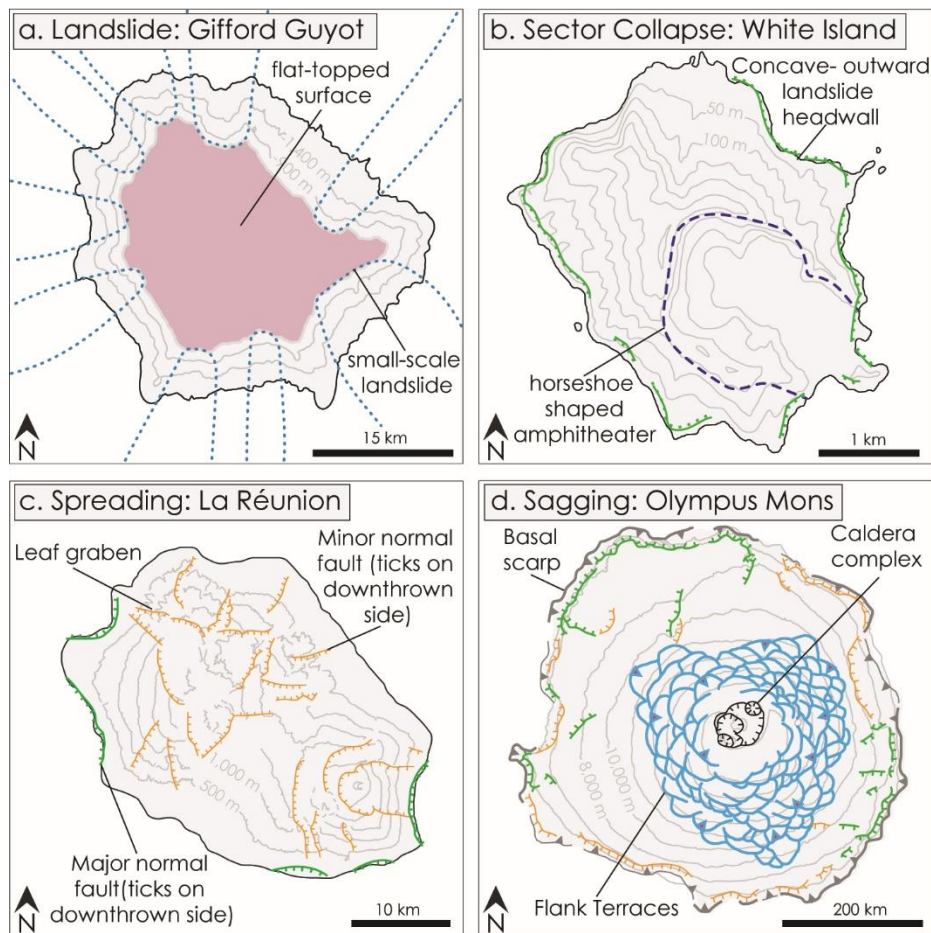 a. Landslide: Gifford Guyot
flat-topped
surface
-1,400
-900 m
small-scale
landslide
N
15 km
b. Sector Collapse: White Island
Concave- outward
landslide
headwall
50 m
100 m
horseshoe
shaped
amphitheater
N
1 km
c. Spreading: La Réunion
Leaf graben
Minor normal
fault (ticks on
downthrown
side)
1,000 m
500 m
Major normal
fault(ticks on
downthrown side)
N
10 km
d. Sagging: Olympus Mons
Basal
scarp
Caldera
complex
10,000 m
8,000 m
Flank Terraces
N
200 km